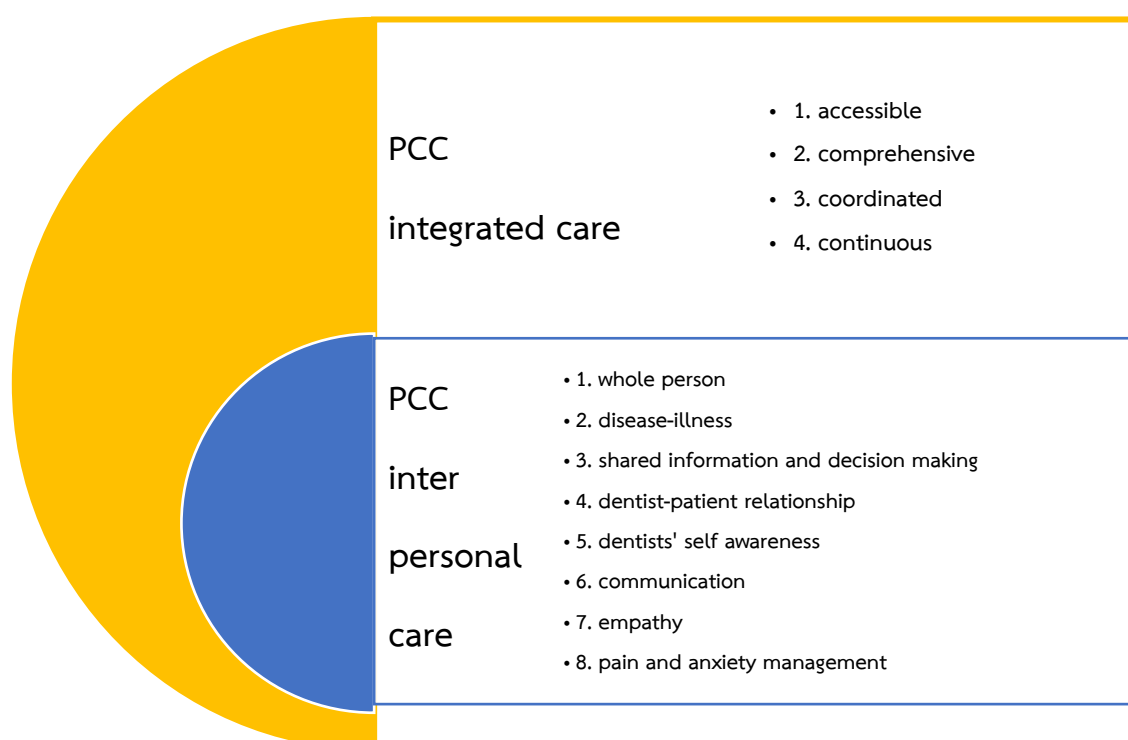 PCC
integrated care
• 1. accessible
• 2. comprehensive
• 3. coordinated
• 4. continuous
PCC
inter
personal
care
• 1. whole person
• 2. disease-illness
• 3. shared information and decision making
• 4. dentist-patient relationship
• 5. dentists' self awareness
• 6. communication
• 7. empathy
• 8. pain and anxiety management